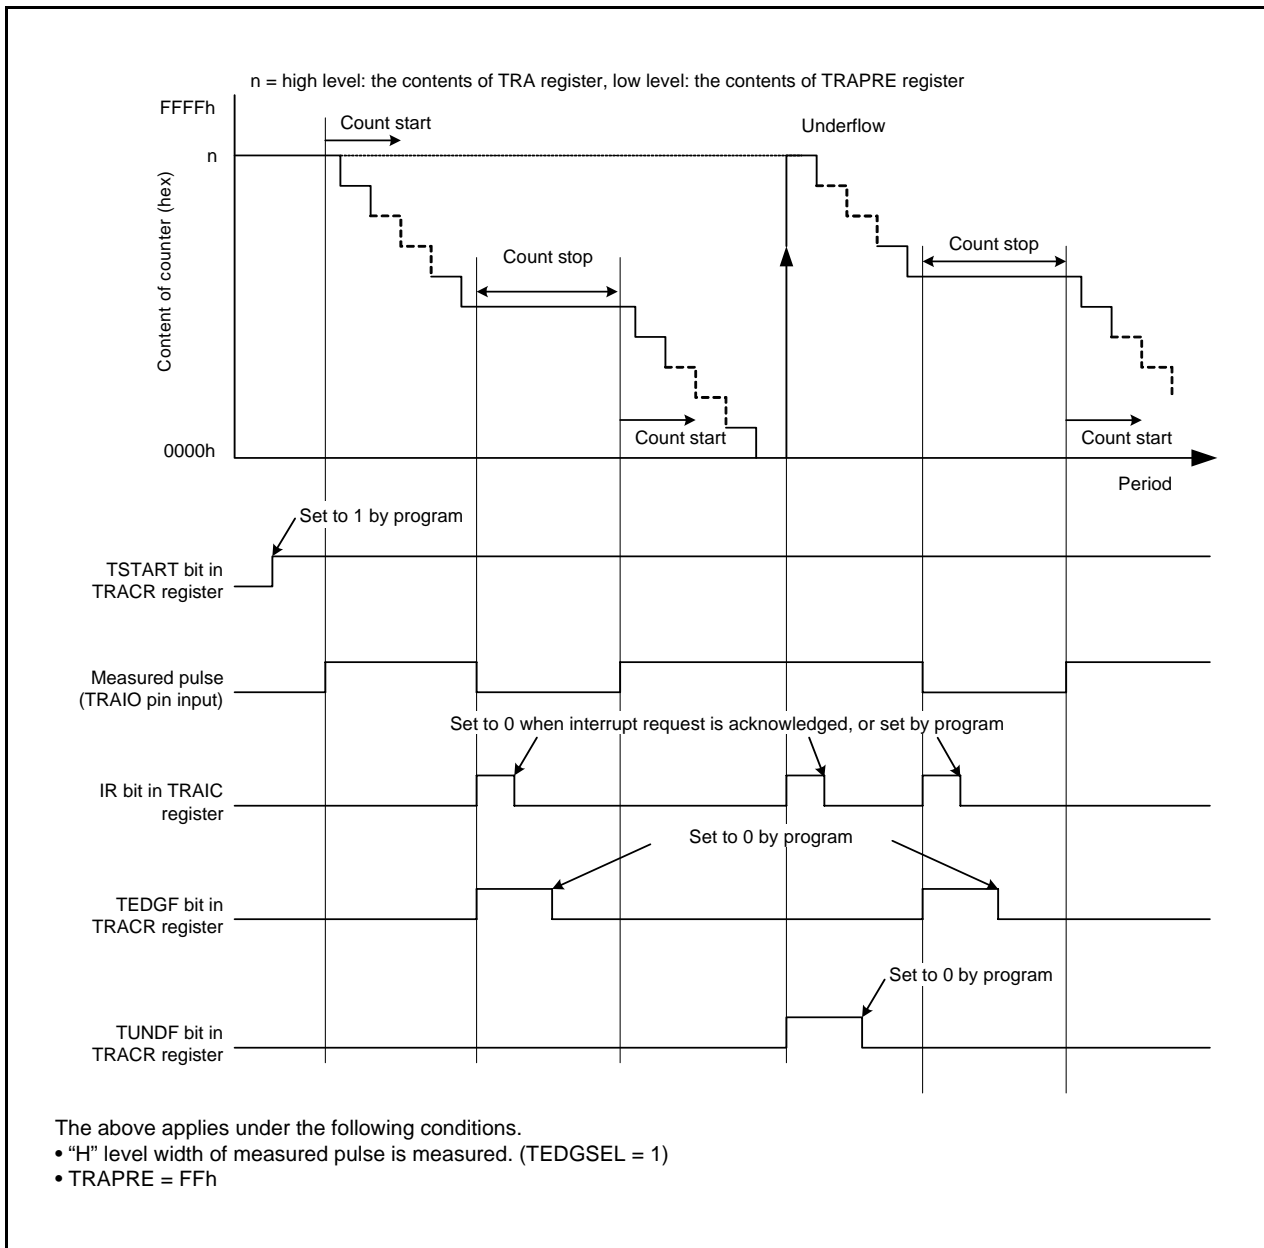 n = high level: the contents of TRA register, low level: the contents of TRAPRE register
FFFFh
Count start
Underflow
n
Content of counter (hex)
Count stop
Count stop
Count start
Count start
0000h
Period
Set to 1 by program
TSTART bit in
TRACR register
Measured pulse
(TRAIO pin input)
Set to 0 when interrupt request is acknowledged, or set by program
IR bit in TRAIC
register
Set to 0 by program
TEDGF bit in
TRACR register
Set to 0 by program
TUNDF bit in
TRACR register
The above applies under the following conditions.
• “H” level width of measured pulse is measured. (TEDGSEL = 1)
• TRAPRE = FFh